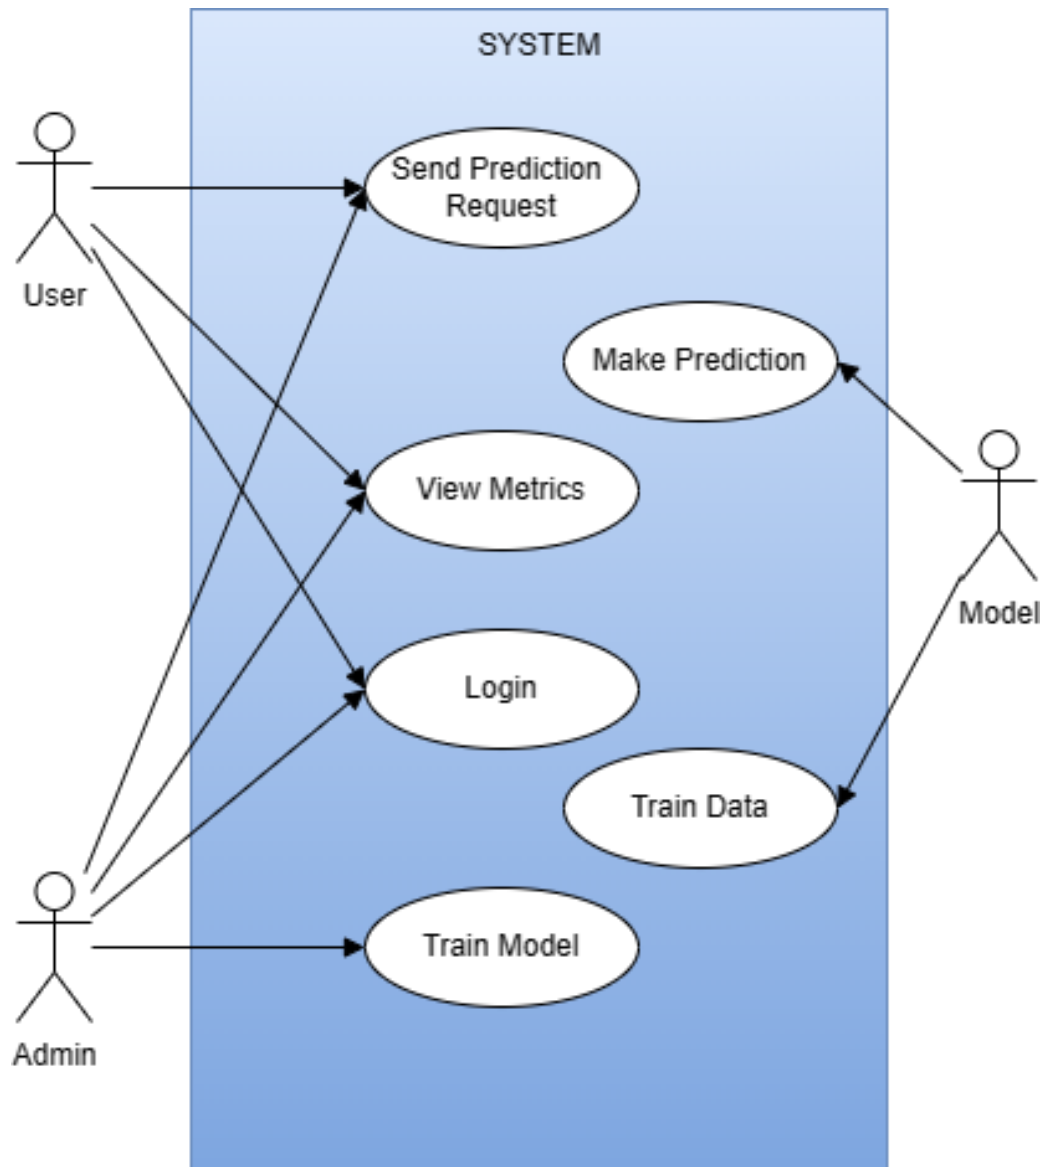 SYSTEM
Send Prediction
Request
User
Make Prediction
View Metrics
Model
Login
Train Data
Train Model
Admin